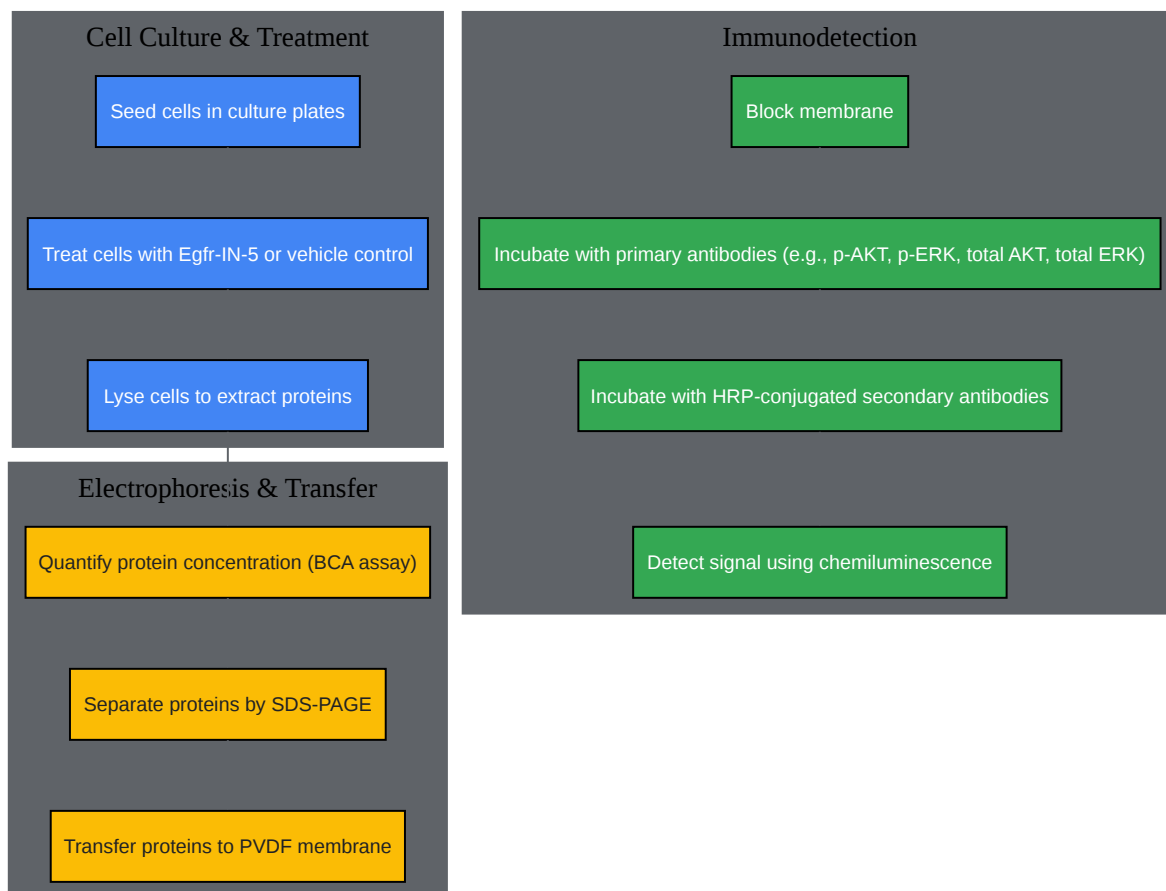 Cell Culture & Treatment
Seed cells in culture plates
Treat cells with Egfr-IN-5 or vehicle control
Lyse cells to extract proteins
Electrophoresis & Transfer
Quantify protein concentration (BCA assay)
Separate proteins by SDS-PAGE
Transfer proteins to PVDF membrane
Immunodetection
Block membrane
Incubate with primary antibodies (e.g., p-AKT, p-ERK, total AKT, total ERK)
Incubate with HRP-conjugated secondary antibodies
Detect signal using chemiluminescence